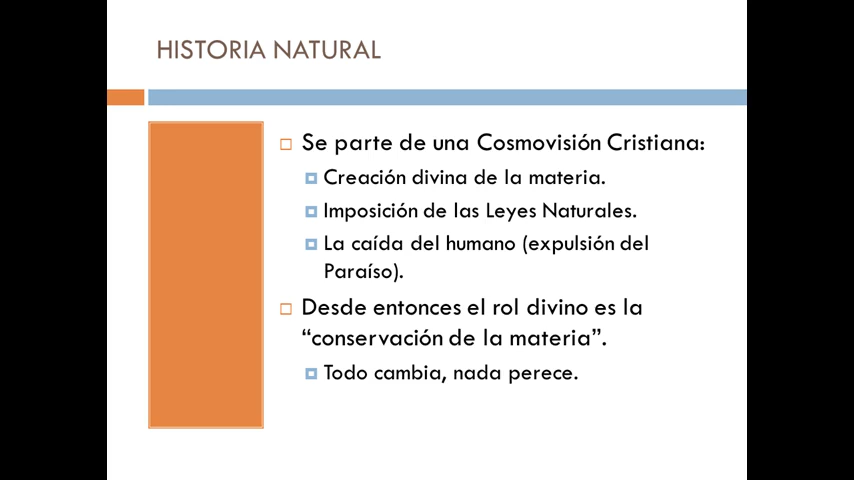 HISTORIA NATURAL
Se parte de una Cosmovisión Cristiana:
Creación divina de la materia.
Imposición de las Leyes Naturales.
La caída del humano (expulsión del
Paraíso).
Desde entonces el rol divino es la
“conservación de la materia”.
Todo cambia, nada perece.